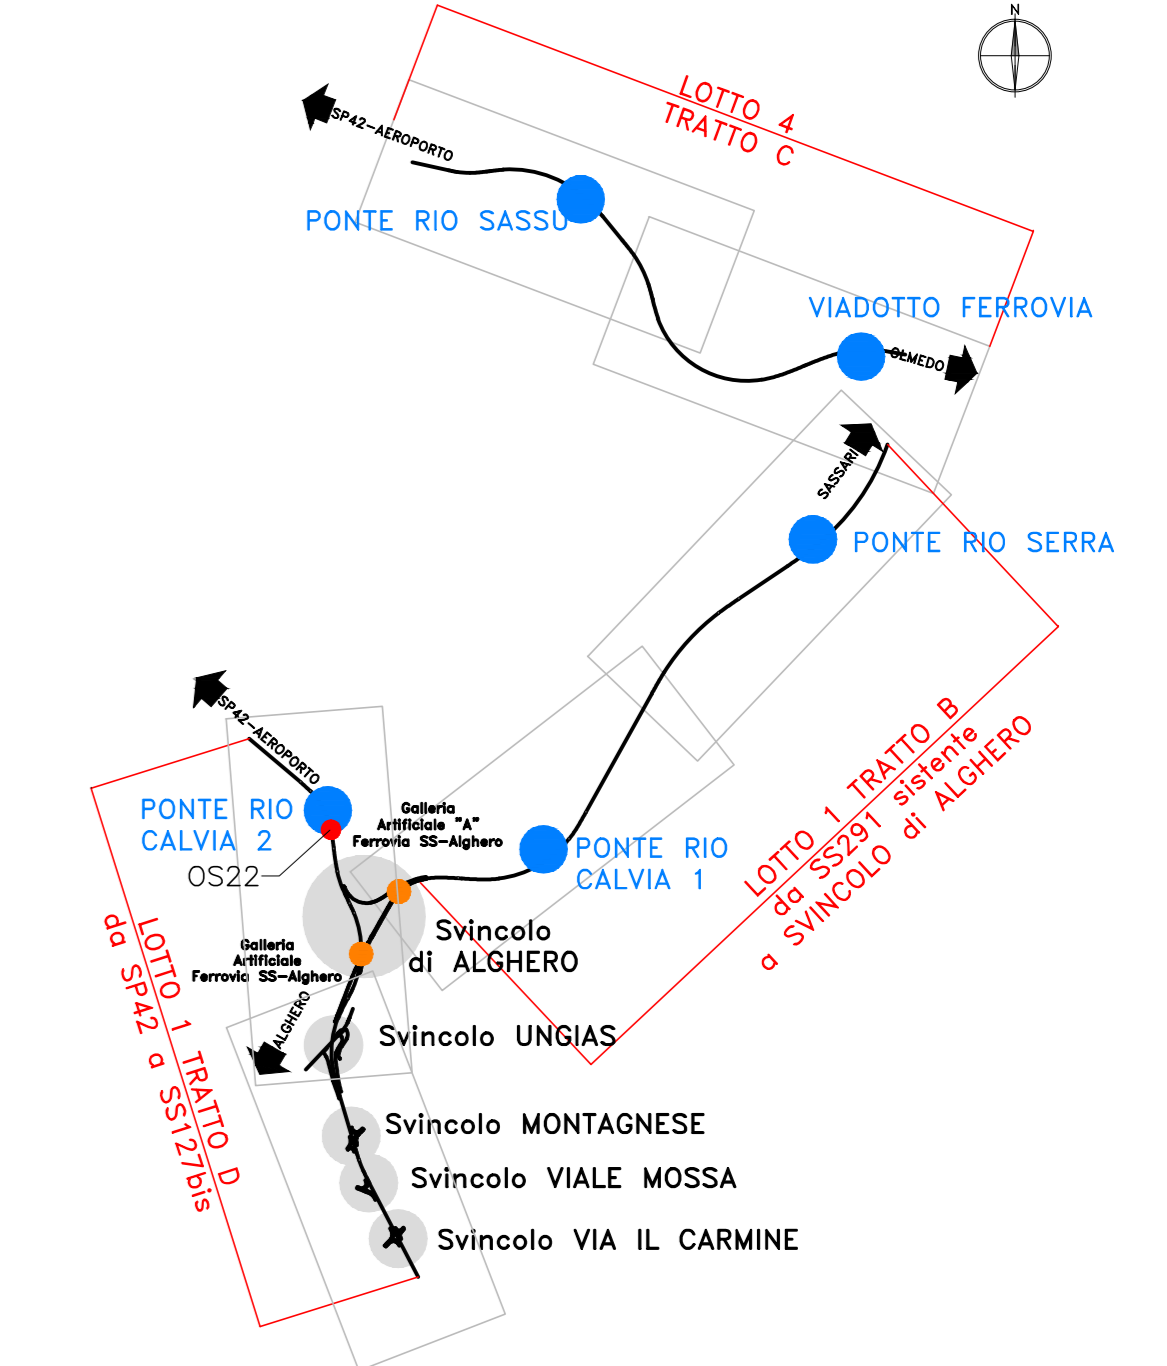 N
LOTTO 4
TRATTO C
SP42-AEROPORTO
PONTE RIO SASSU
VIADOTTO FERROVIA
OLMEDO
SASSARI
PONTE RIO SERRA
LOTTO 1 TRATTO B
da SS291 sistente
a SVINCOLO di ALGHERO
SP42-AEROPORTO
PONTE RIO
CALVIA 2
OS22
Galleria
Artificiale "A"
Ferrovia SS-Alghero
PONTE RIO
CALVIA 1
Svincolo
di ALGHERO
Galleria
Artificiale
Ferrovia SS-Alghero
ALGHERO
LOTTO 1 TRATTO D
da SP42 a SS127bis
Svincolo UNGIAS
Svincolo MONTAGNESE
Svincolo VIALE MOSSA
Svincolo VIA IL CARMINE